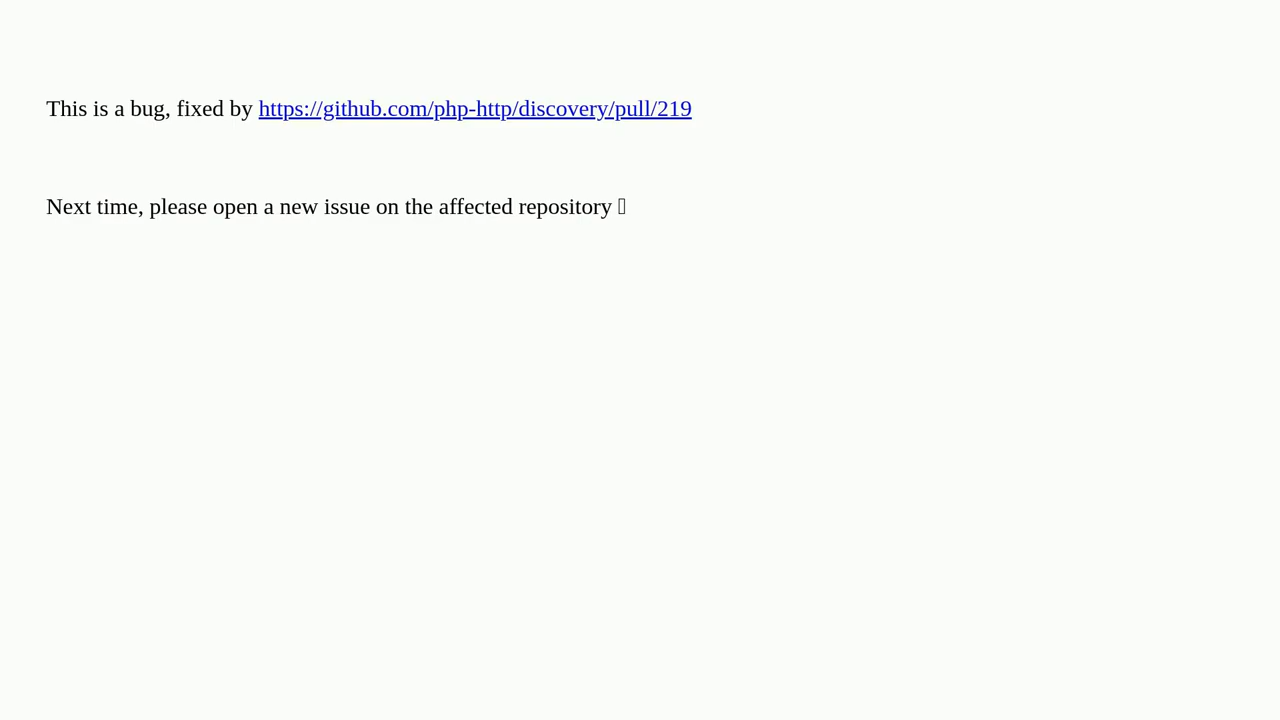 This is a bug, fixed by https://github.com/php-http/discovery/pull/219
Next time, please open a new issue on the affected repository